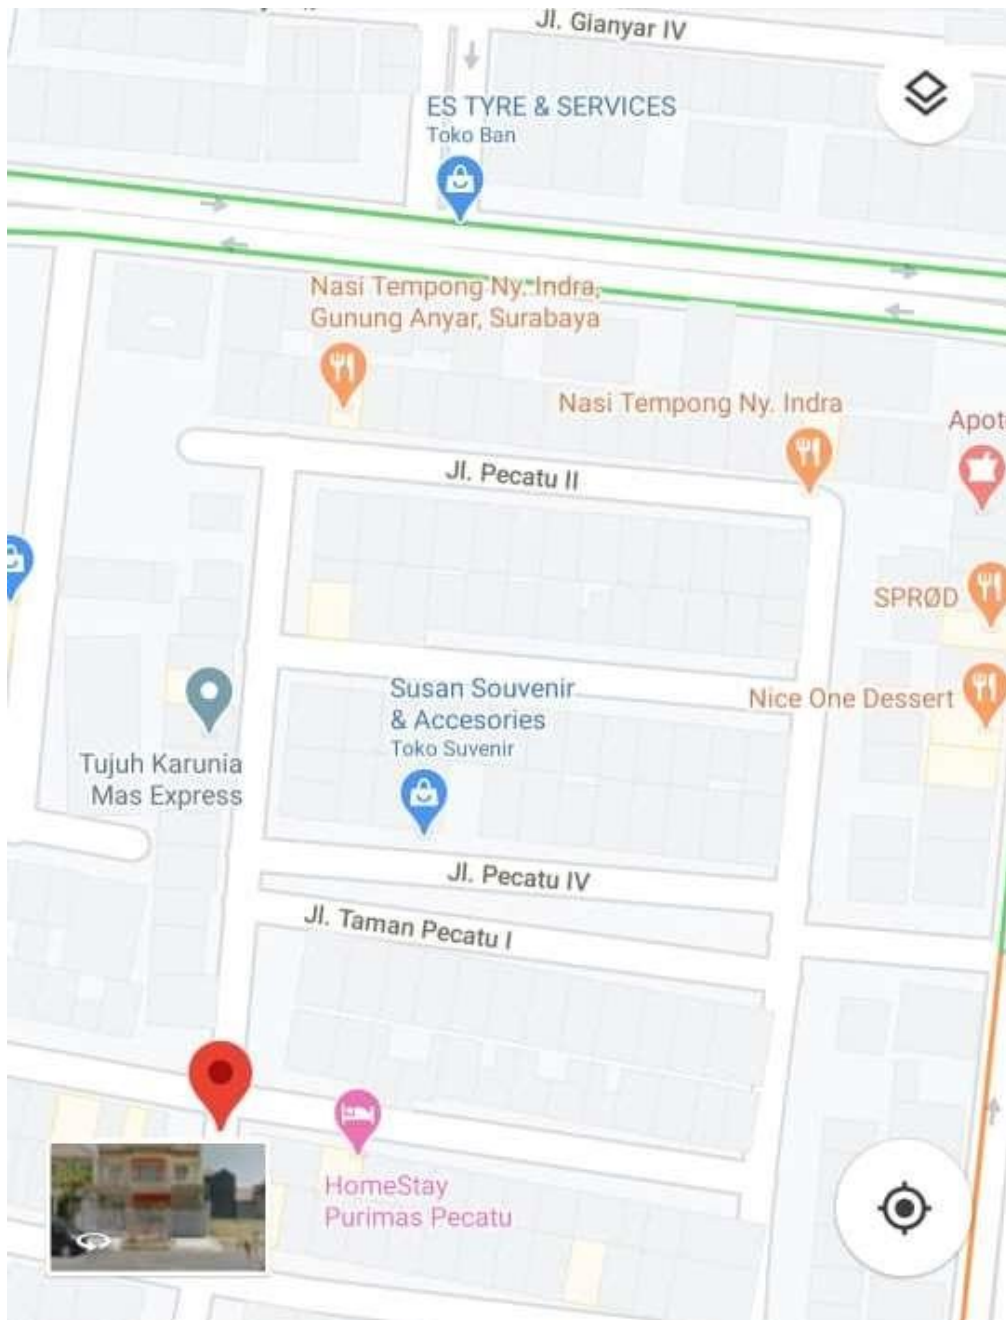 Jl. Gianyar IV
ES TYRE & SERVICES
Toko Ban
Nasi Tempong Ny. Indra,
Gunung Anyar, Surabaya
Nasi Tempong Ny. Indra
Apot
Jl. Pecatu II
SPRØD
Susan Souvenir
& Accesories
Toko Suvenir
Nice One Dessert
Tujuh Karunia
Mas Express
Jl. Pecatu IV
Jl. Taman Pecatu I
HomeStay
Purimas Pecatu